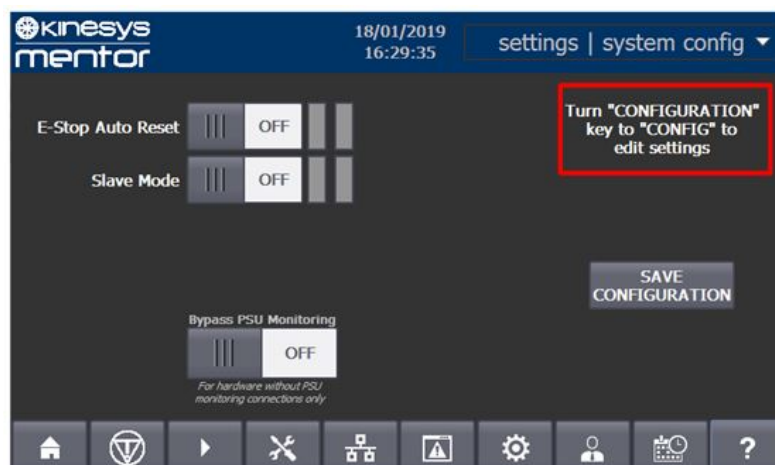 kinesys
mentor
18/01/2019
16:29:35
settings | system config
E-Stop Auto Reset
OFF
Turn "CONFIGURATION"
key to "CONFIG" to
edit settings
Slave Mode
OFF
SAVE
CONFIGURATION
Bypass PSU Monitoring
OFF
For hardware without PSU
monitoring connections only
?